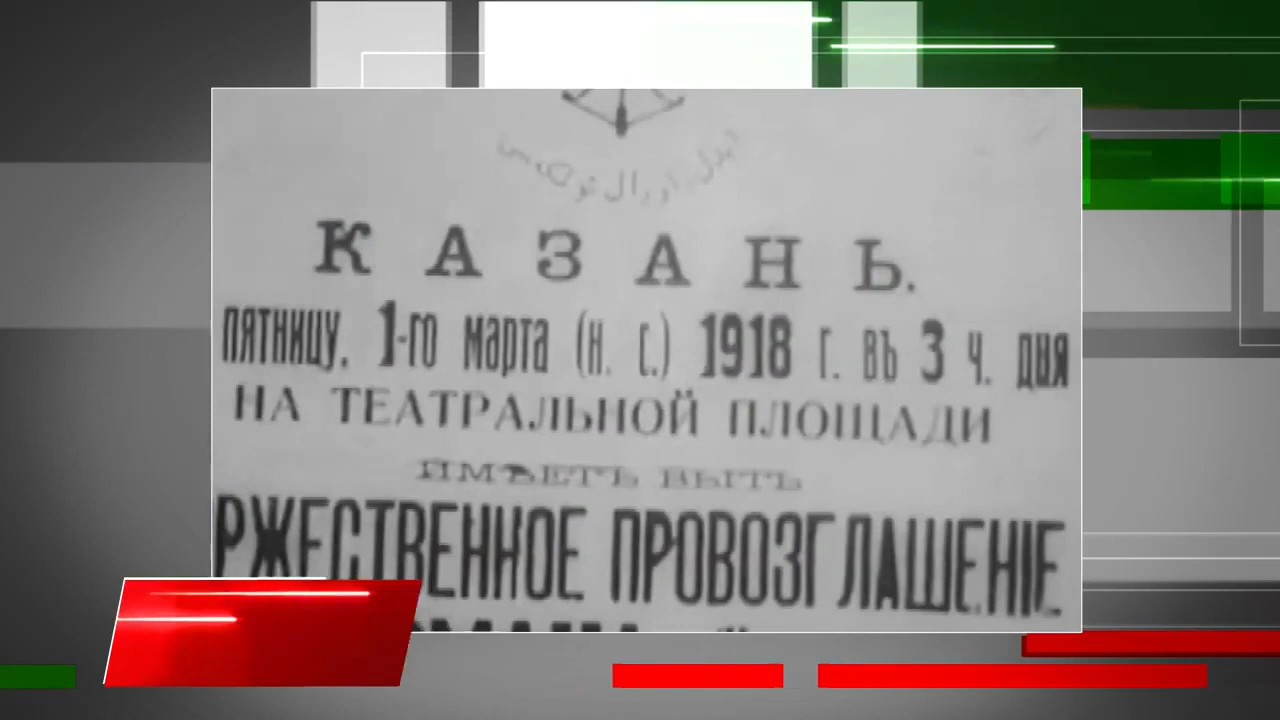 КАЗАНЬ.
ПЯТНИЦУ, 1-го марта (н. с.) 1918 г. въ 3 ч. дня
НА ТЕАТРАЛЬНОЙ ПЛОЩАДИ
ИМѢЕТЪ БЫТЬ
РЖЕСТВЕННОЕ ПРОВОЗГЛАШЕНІЕ